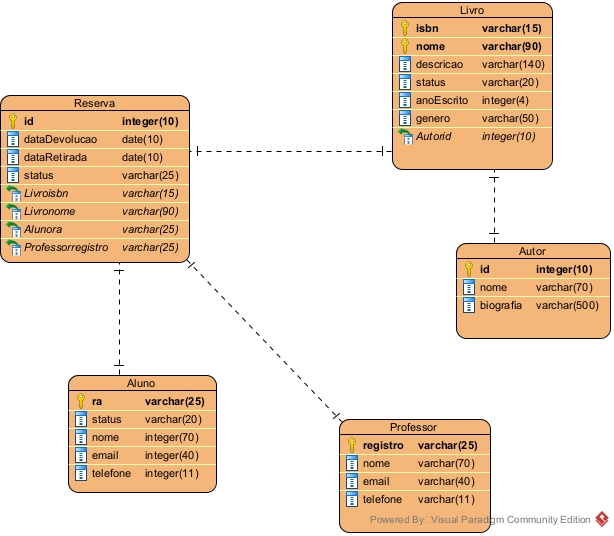 Livro
isbn varchar(15)
nome varchar(90)
descricao varchar(140)
status varchar(20)
anoEscrito integer(4)
genero varchar(50)
Autorid integer(10)
Reserva
id integer(10)
dataDevolucao date(10)
dataRetirada date(10)
status varchar(25)
Livroisbn varchar(15)
Livronome varchar(90)
Alunora varchar(25)
Professorregistro varchar(25)
Autor
id integer(10)
nome varchar(70)
biografia varchar(500)
Aluno
ra varchar(25)
status varchar(20)
nome integer(70)
email integer(40)
telefone integer(11)
Professor
registro varchar(25)
nome varchar(70)
email varchar(40)
telefone varchar(11)
Powered By Visual Paradigm Community Edition